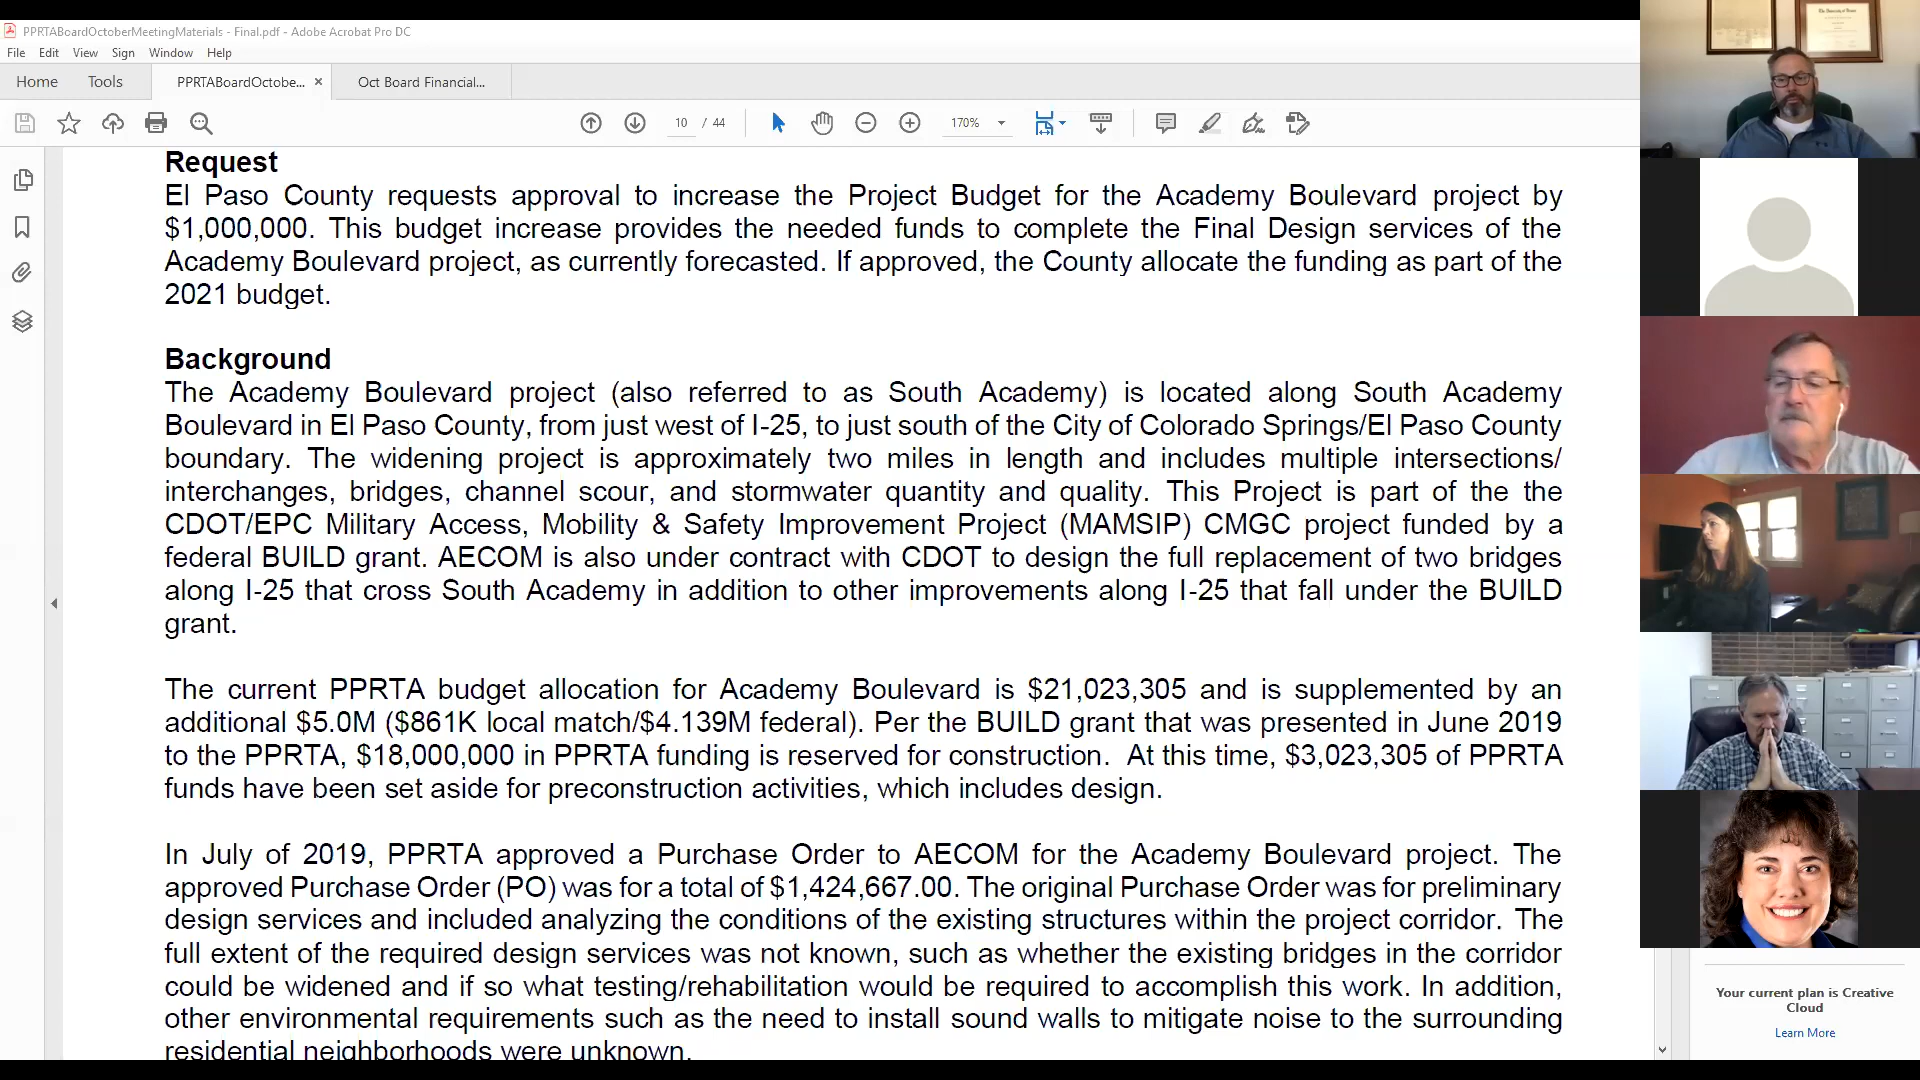 PPRTABoardOctoberMeetingMaterials - Final.pdf - Adobe Acrobat Pro DC
File Edit View Sign Window Help
Home Tools PPRTABoardOctobe... × Oct Board Financial...
10 / 44 170%
Request
El Paso County requests approval to increase the Project Budget for the Academy Boulevard project by
$1,000,000. This budget increase provides the needed funds to complete the Final Design services of the
Academy Boulevard project, as currently forecasted. If approved, the County allocate the funding as part of the
2021 budget.
Background
The Academy Boulevard project (also referred to as South Academy) is located along South Academy
Boulevard in El Paso County, from just west of I-25, to just south of the City of Colorado Springs/El Paso County
boundary. The widening project is approximately two miles in length and includes multiple intersections/
interchanges, bridges, channel scour, and stormwater quantity and quality. This Project is part of the the
CDOT/EPC Military Access, Mobility & Safety Improvement Project (MAMSIP) CMGC project funded by a
federal BUILD grant. AECOM is also under contract with CDOT to design the full replacement of two bridges
along I-25 that cross South Academy in addition to other improvements along I-25 that fall under the BUILD
grant.
The current PPRTA budget allocation for Academy Boulevard is $21,023,305 and is supplemented by an
additional $5.0M ($861K local match/$4.139M federal). Per the BUILD grant that was presented in June 2019
to the PPRTA, $18,000,000 in PPRTA funding is reserved for construction. At this time, $3,023,305 of PPRTA
funds have been set aside for preconstruction activities, which includes design.
In July of 2019, PPRTA approved a Purchase Order to AECOM for the Academy Boulevard project. The
approved Purchase Order (PO) was for a total of $1,424,667.00. The original Purchase Order was for preliminary
design services and included analyzing the conditions of the existing structures within the project corridor. The
full extent of the required design services was not known, such as whether the existing bridges in the corridor
could be widened and if so what testing/rehabilitation would be required to accomplish this work. In addition,
other environmental requirements such as the need to install sound walls to mitigate noise to the surrounding
residential neighborhoods were unknown.
Your current plan is Creative
Cloud
Learn More